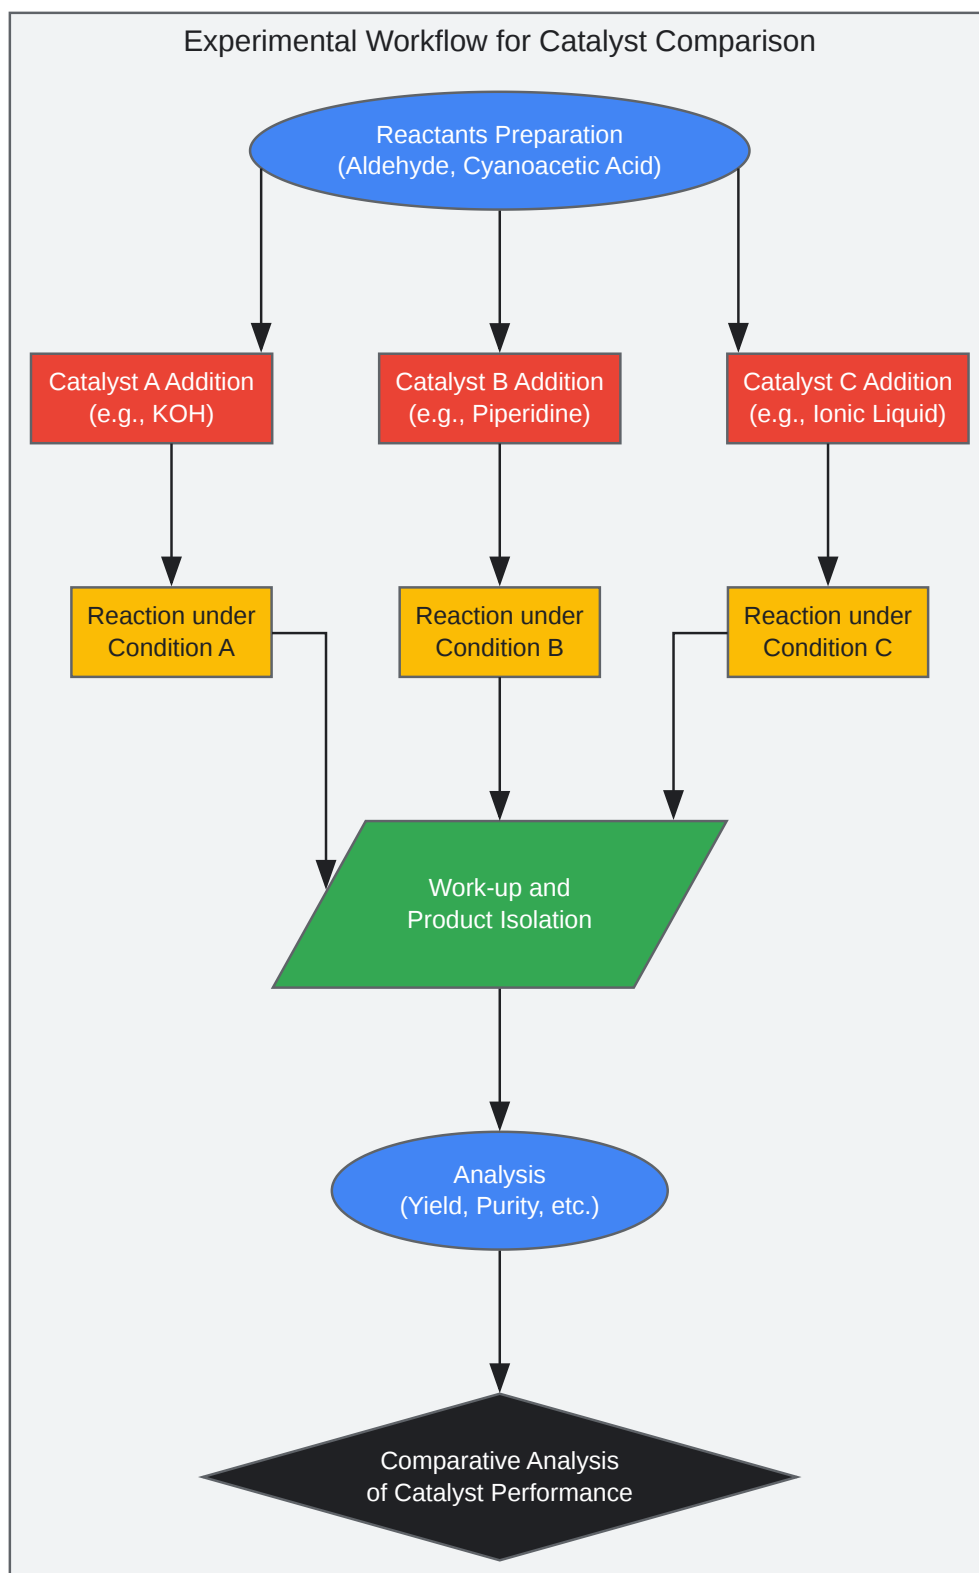 Experimental Workflow for Catalyst Comparison
Reactants Preparation
(Aldehyde, Cyanoacetic Acid)
Catalyst A Addition
(e.g., KOH)
Catalyst B Addition
(e.g., Piperidine)
Catalyst C Addition
(e.g., Ionic Liquid)
Reaction under
Condition A
Reaction under
Condition B
Reaction under
Condition C
Work-up and
Product Isolation
Analysis
(Yield, Purity, etc.)
Comparative Analysis
of Catalyst Performance